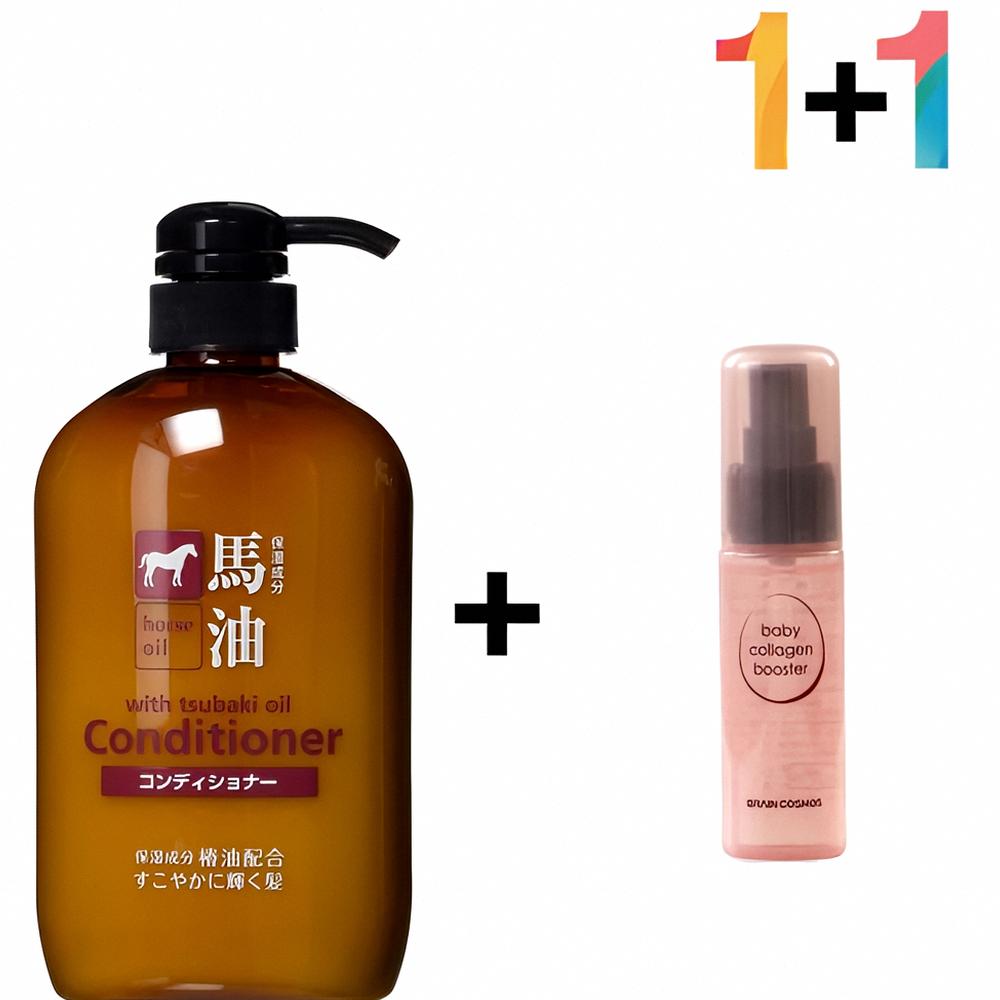 1+1
+
馬油
保湿成分
horse
oil
with tsubaki oil
Conditioner
コンディショナー
保湿成分 椿油配合
すこやかに輝く髪
baby
collagen
booster
BRAIN COSMOS